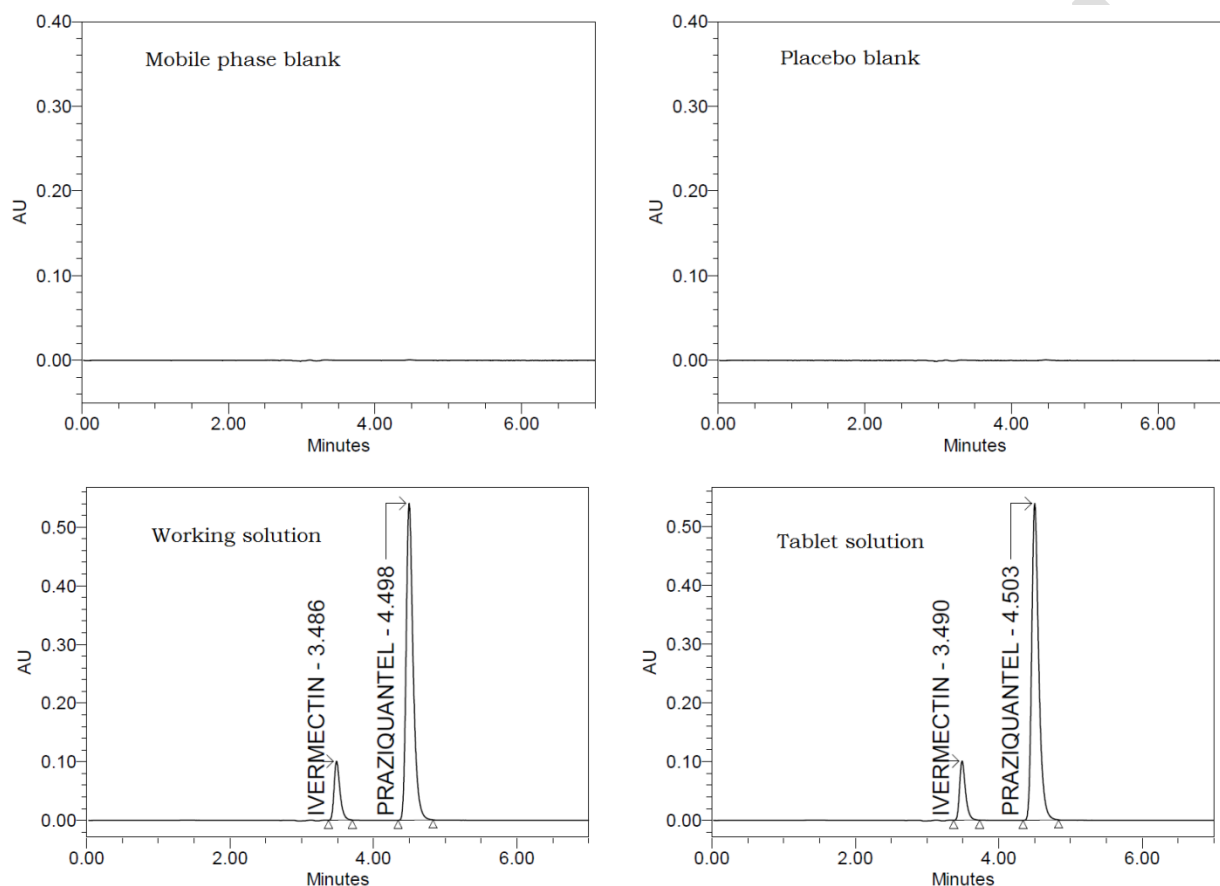 0.40
Mobile phase blank
0.30
0.20
AU
0.10
0.00
0.00 2.00 4.00 6.00
Minutes
0.40
Placebo blank
0.30
0.20
AU
0.10
0.00
0.00 2.00 4.00 6.00
Minutes
Working solution
0.50
0.40
0.30
AU
0.20
0.10
0.00
IVERMECTIN - 3.486
PRAZIQUANTEL - 4.498
0.00 2.00 4.00 6.00
Minutes
Tablet solution
0.50
0.40
0.30
AU
0.20
0.10
0.00
IVERMECTIN - 3.490
PRAZIQUANTEL - 4.503
0.00 2.00 4.00 6.00
Minutes